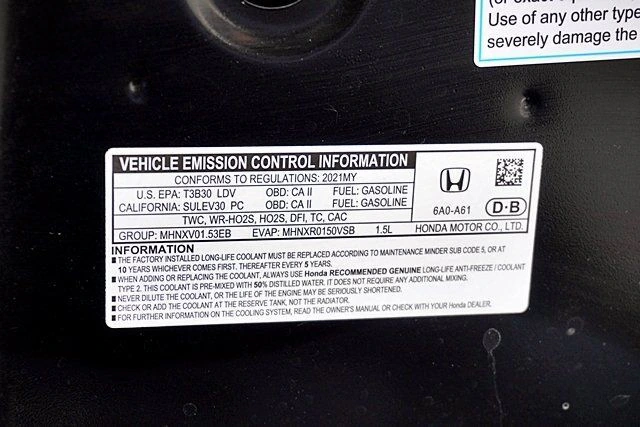 Use of any other type
severely damage the
VEHICLE EMISSION CONTROL INFORMATION
CONFORMS TO REGULATIONS: 2021MY
U.S. EPA: T3B30 LDV OBD: CA II FUEL: GASOLINE
CALIFORNIA: SULEV30 PC OBD: CA II FUEL: GASOLINE
TWC, WR-HO2S, HO2S, DFI, TC, CAC
GROUP: MHNXV01.53EB EVAP: MHNXR0150VSB 1.5L
6A0-A61 D-B
HONDA MOTOR CO., LTD.
INFORMATION
THE FACTORY INSTALLED LONG-LIFE COOLANT MUST BE REPLACED ACCORDING TO MAINTENANCE MINDER SUB CODE 5, OR AT
10 YEARS WHICHEVER COMES FIRST. THEREAFTER EVERY 5 YEARS.
WHEN ADDING OR REPLACING THE COOLANT, ALWAYS USE Honda RECOMMENDED GENUINE LONG-LIFE ANTI-FREEZE / COOLANT
TYPE 2. THIS COOLANT IS PRE-MIXED WITH 50% DISTILLED WATER. IT DOES NOT REQUIRE ANY ADDITIONAL MIXING.
NEVER DILUTE THE COOLANT, OR THE LIFE OF THE ENGINE MAY BE SERIOUSLY SHORTENED.
CHECK OR ADD THE COOLANT AT THE RESERVE TANK, NOT THE RADIATOR.
FOR FURTHER INFORMATION ON THE COOLING SYSTEM, READ THE OWNER'S MANUAL OR CHECK WITH YOUR Honda DEALER.